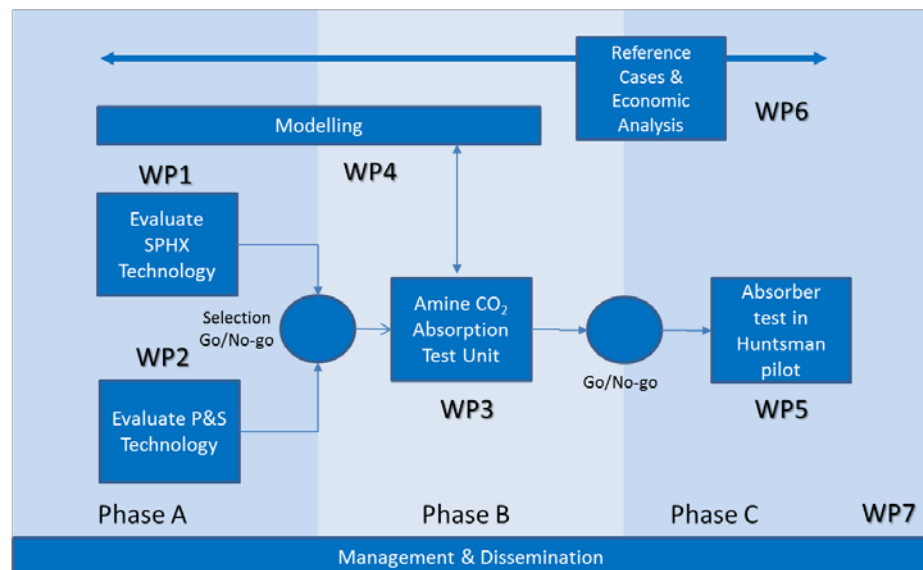 Reference
Cases &
Economic
Analysis
WP6
Modelling
WP1
WP4
Evaluate
SPHX
Technology
Selection
Go/No-go
Amine CO₂
Absorption
Test Unit
Go/No-go
Absorber
test in
Huntsman
pilot
WP2
WP3
WP5
Evaluate P&S
Technology
Phase A
Phase B
Phase C
WP7
Management & Dissemination